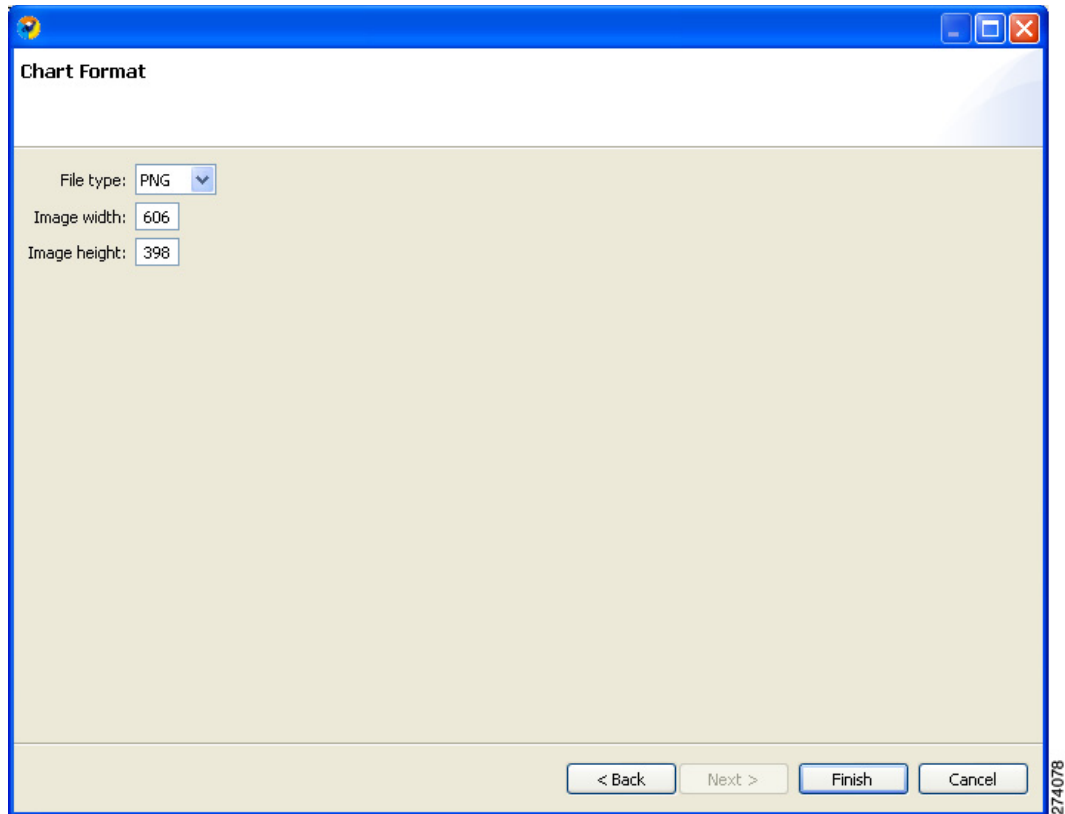 Chart Format
File type: PNG
Image width: 606
Image height: 398
< Back Next > Finish Cancel
274078